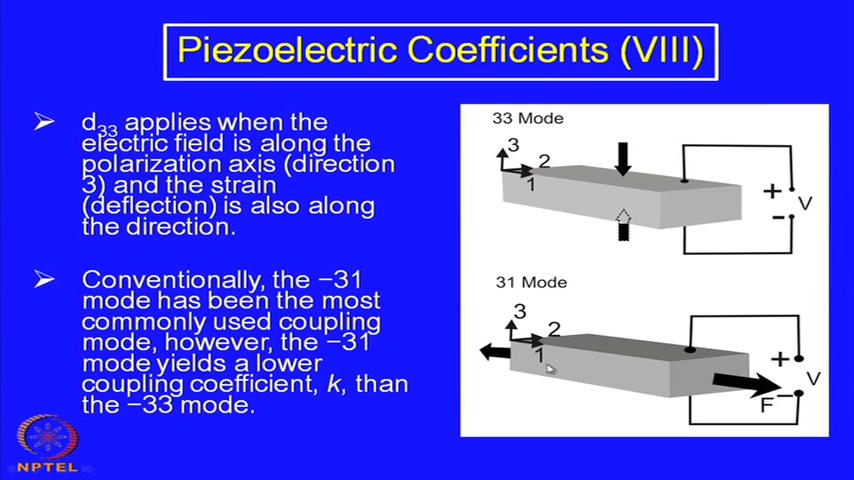 Piezoelectric Coefficients (VIII)
➢ d33 applies when the
electric field is along the
polarization axis (direction
3) and the strain
(deflection) is also along
the direction.
➢ Conventionally, the −31
mode has been the most
commonly used coupling
mode, however, the −31
mode yields a lower
coupling coefficient, k, than
the −33 mode.
33 Mode
3
2
1
+
-
V
31 Mode
3
2
1
+
V
F
−
NPTEL